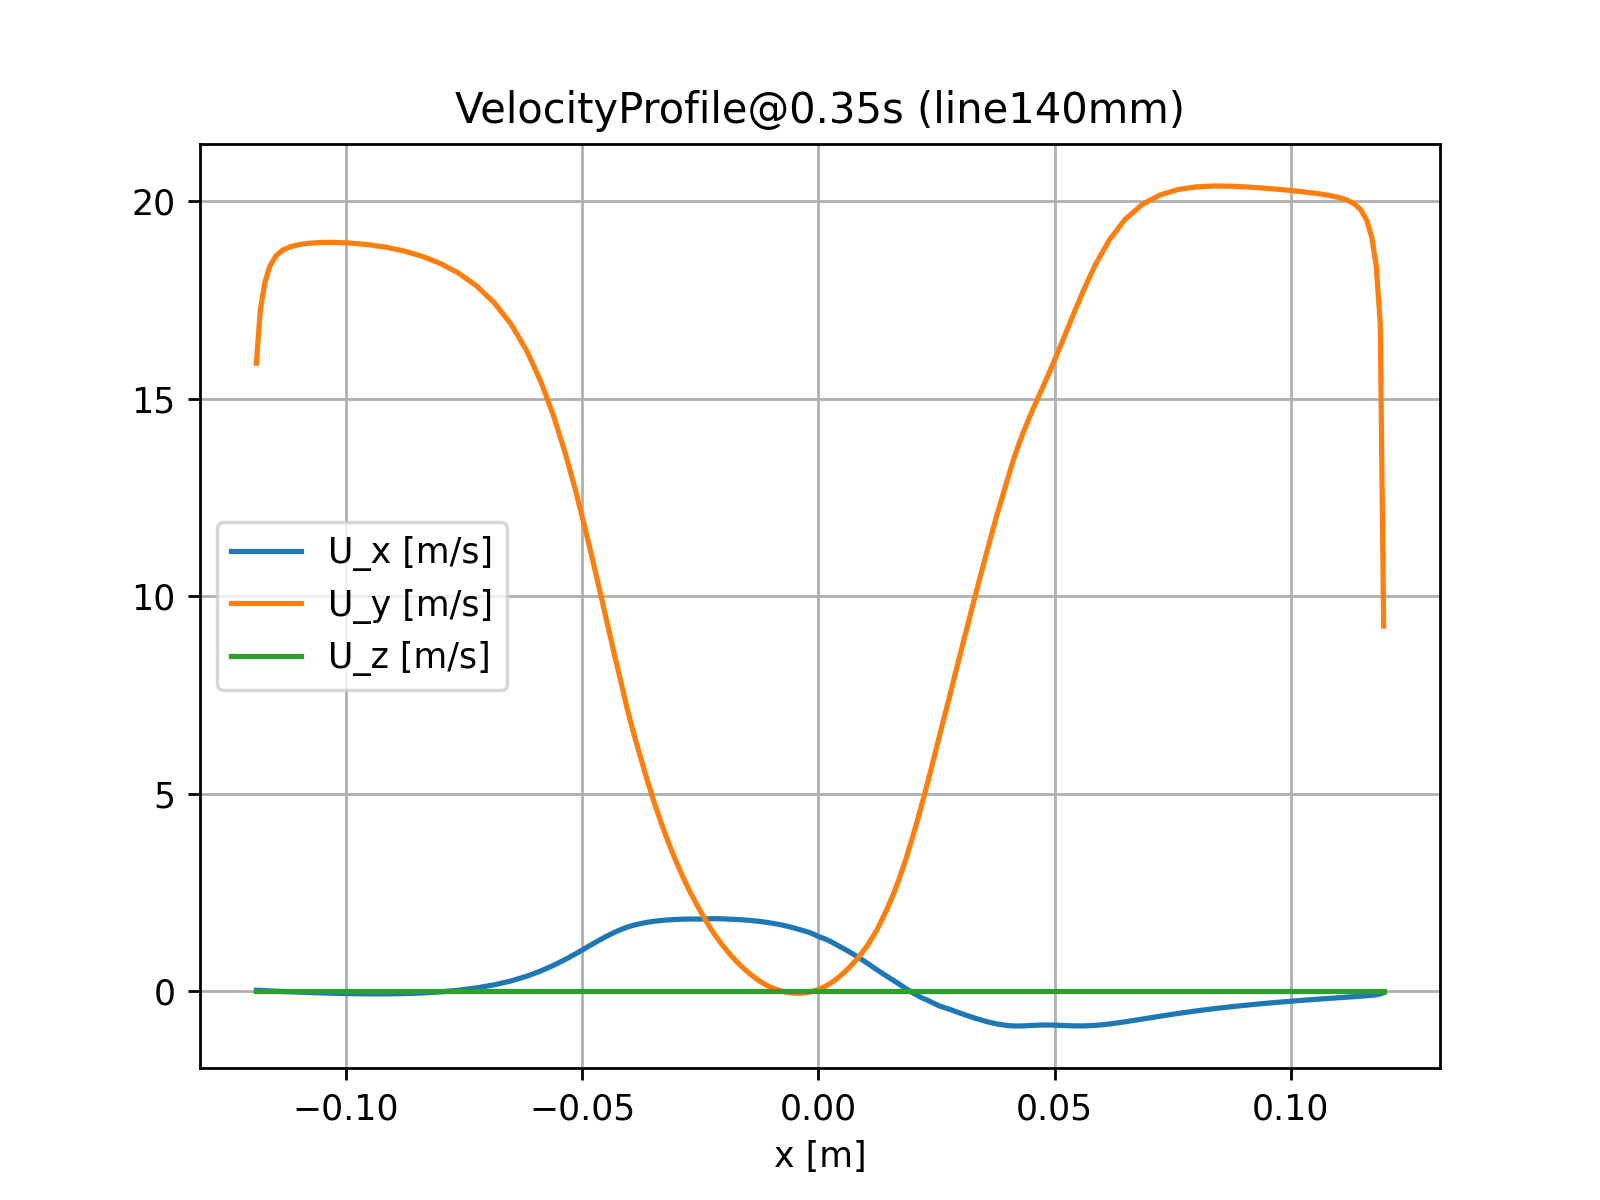 VelocityProfile@0.35s (line140mm)
20
15
10
5
0
U_x [m/s]
U_y [m/s]
U_z [m/s]
−0.10
−0.05
0.00
0.05
0.10
x [m]